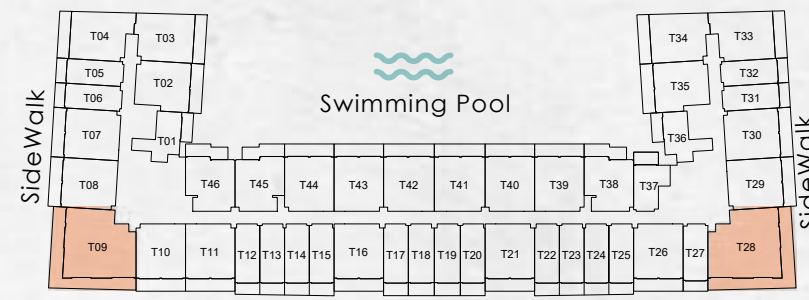 T04 T03 T34 T33
T05 T02 T35 T32
T06 T31
Swimming Pool
SideWalk SideWalk
T07 T01 T36 T30
T08 T46 T45 T44 T43 T42 T41 T40 T39 T38 T37 T29
T09 T10 T11 T12 T13 T14 T15 T16 T17 T18 T19 T20 T21 T22 T23 T24 T25 T26 T27 T28